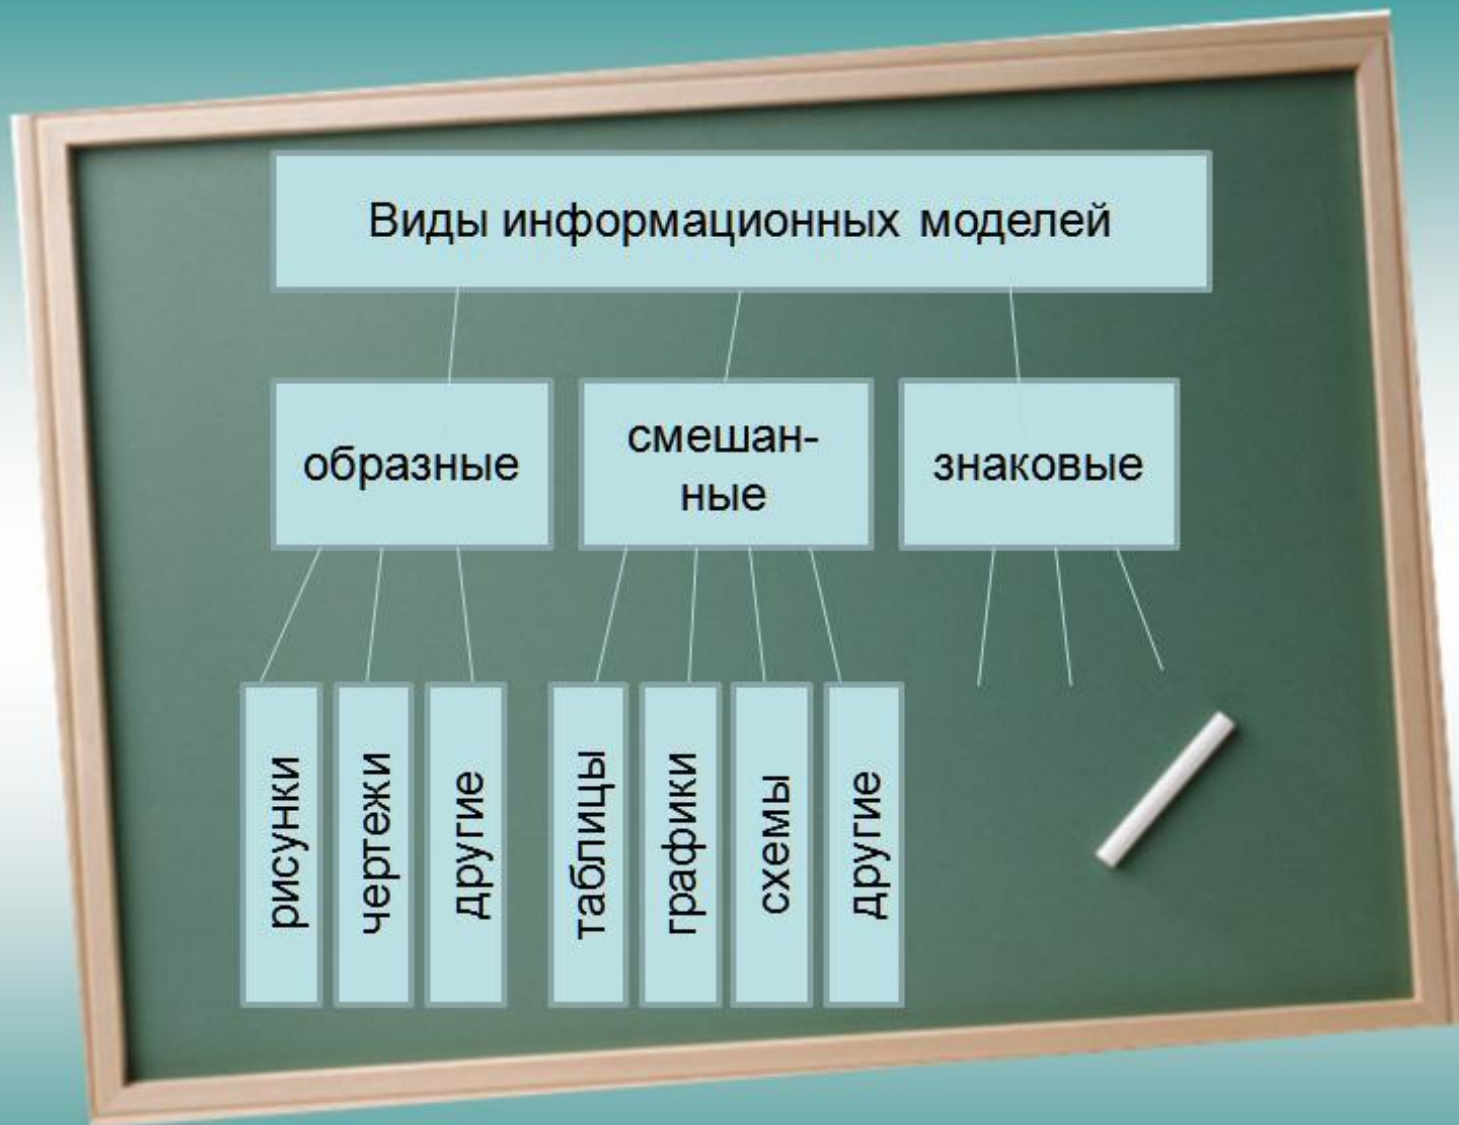 Виды информационных моделей
образные
смешан-
ные
знаковые
рисунки
чертежи
другие
таблицы
графики
схемы
другие